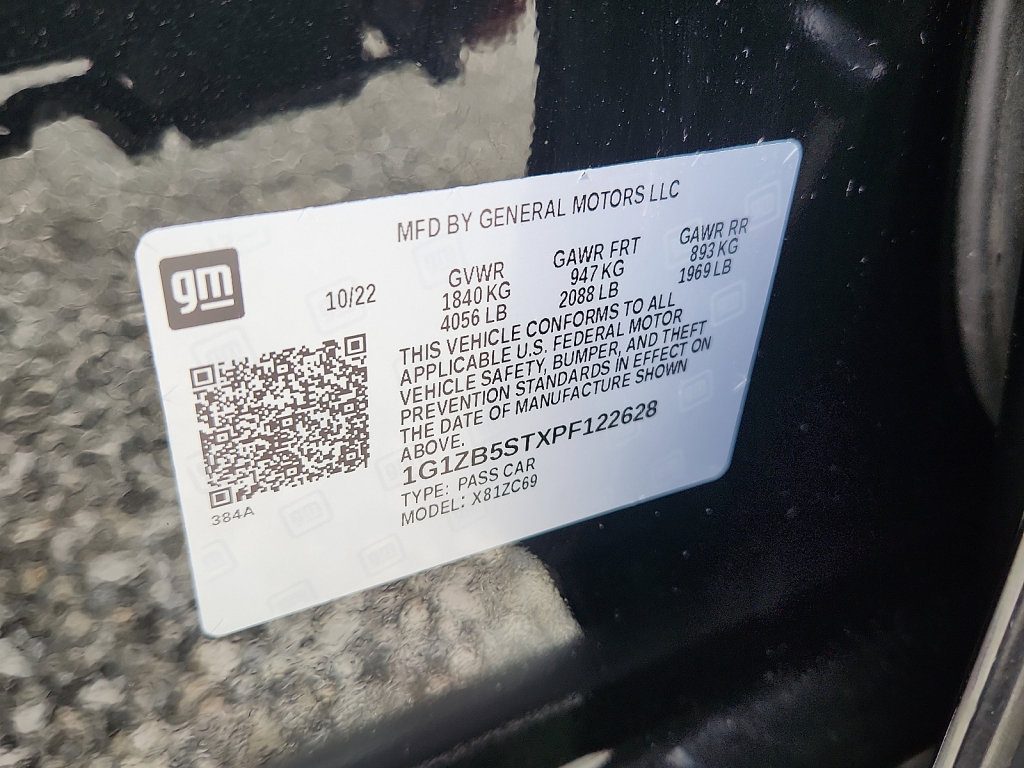 MFD BY GENERAL MOTORS LLC
gm
10/22
GVWR
1840 KG
4056 LB
GAWR FRT
947 KG
2088 LB
GAWR RR
893 KG
1969 LB
THIS VEHICLE CONFORMS TO ALL
APPLICABLE U.S. FEDERAL MOTOR
VEHICLE SAFETY, BUMPER, AND THEFT
PREVENTION STANDARDS IN EFFECT ON
THE DATE OF MANUFACTURE SHOWN
ABOVE.
1G1ZB5STXPF122628
TYPE: PASS CAR
MODEL: X81ZC69
384A